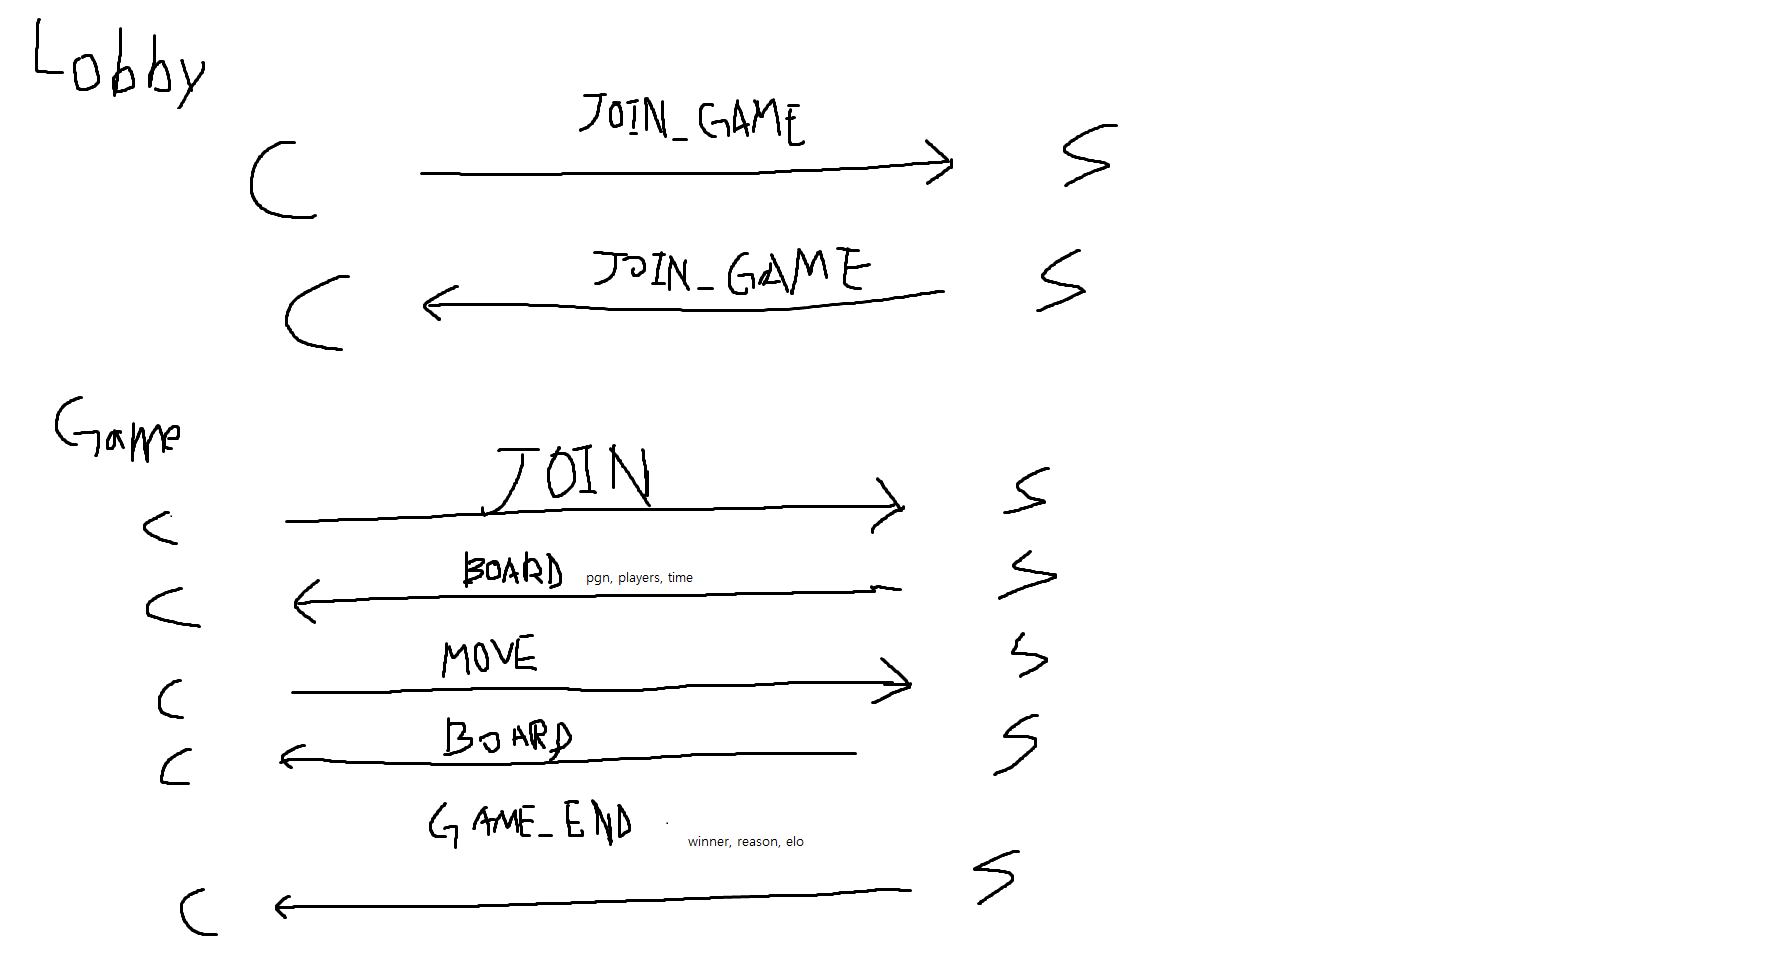 Lobby
JOIN_GAME
C S
JOIN_GAME
C S
Game
JOIN
C S
BOARD pgn, players, time
C S
MOVE
C S
BOARD
C S
GAME_END winner, reason, elo
C S